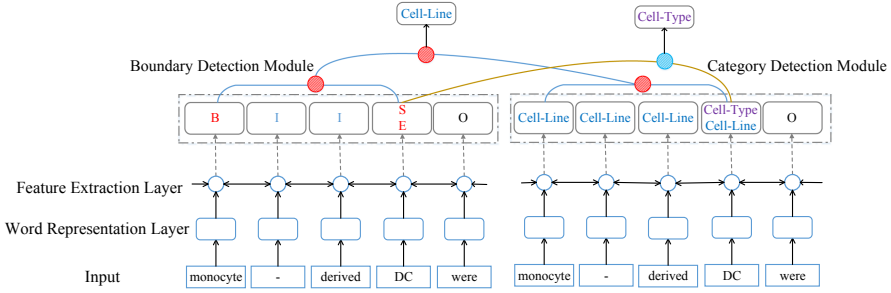 Cell-Line
Cell-Type
Boundary Detection Module
Category Detection Module
B
I
I
S
E
O
Cell-Line
Cell-Line
Cell-Line
Cell-Type
Cell-Line
O
Feature Extraction Layer
Word Representation Layer
Input
monocyte
-
derived
DC
were
monocyte
-
derived
DC
were